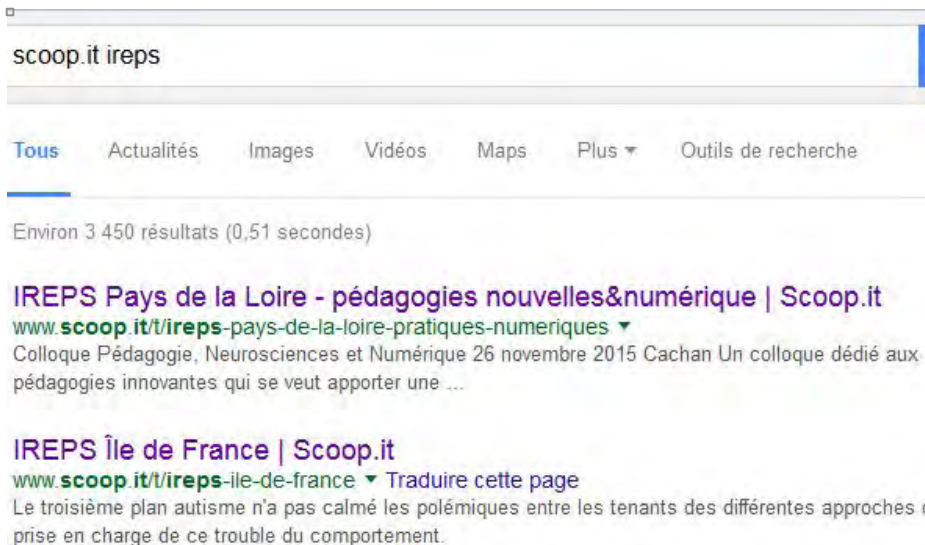 scoop.it ireps
Tous Actualités Images Vidéos Maps Plus Outils de recherche
Environ 3 450 résultats (0,51 secondes)
IREPS Pays de la Loire - pédagogies nouvelles&numérique | Scoop.it
www.scoop.it/t/ireps-pays-de-la-loire-pratiques-numeriques
Colloque Pédagogie, Neurosciences et Numérique 26 novembre 2015 Cachan Un colloque dédié aux
pédagogies innovantes qui se veut apporter une ...
IREPS Île de France | Scoop.it
www.scoop.it/t/ireps-ile-de-france Traduire cette page
Le troisième plan autisme n'a pas calmé les polémiques entre les tenants des différentes approches
prise en charge de ce trouble du comportement.